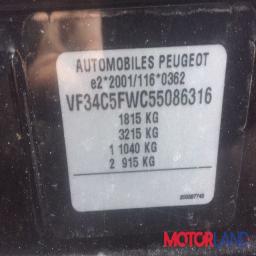 AUTOMOBILES PEUGEOT
e2*2001/116*0362
VF34C5FWC55086316
1815 KG
3215 KG
1 1040 KG
2 915 KG
MOTORLAND